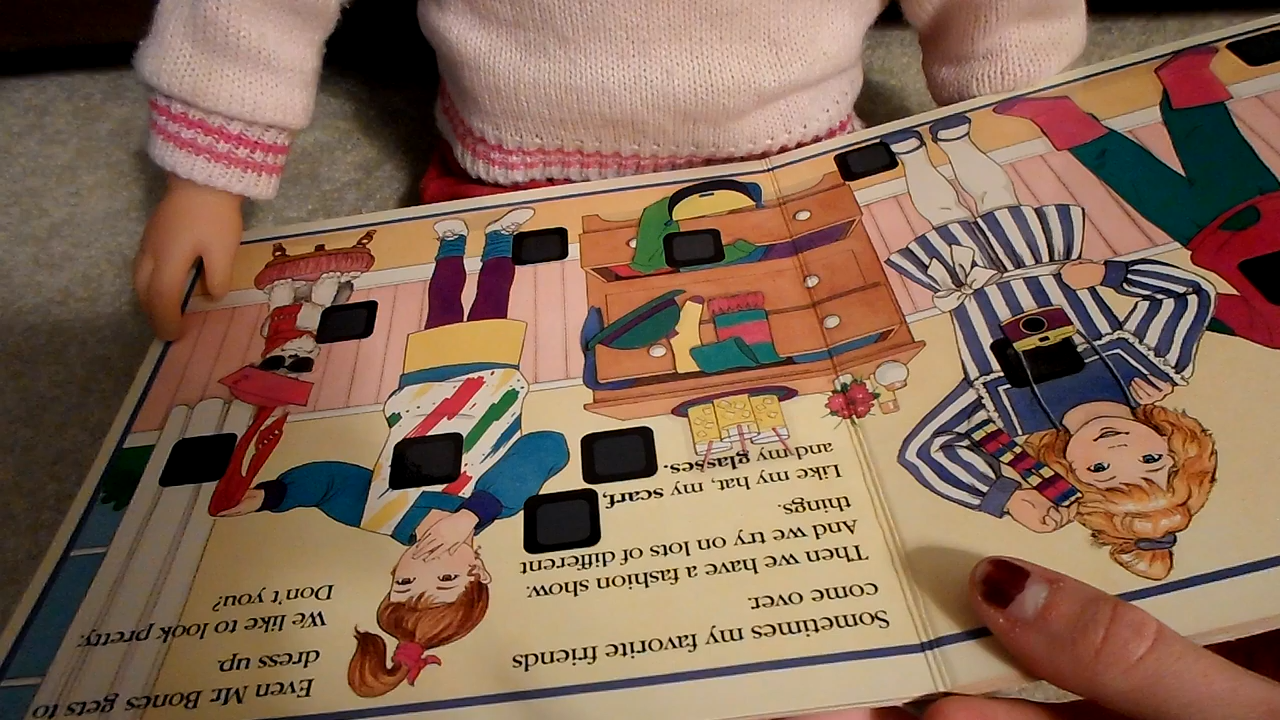 Sometimes my favorite friends
come over.
Then we have a fashion show.
And we try on lots of different
things.
Like my hat, my scarf,
and my glasses.
Even Mr. Bones gets to
dress up.
We like to look pretty.
Don't you?